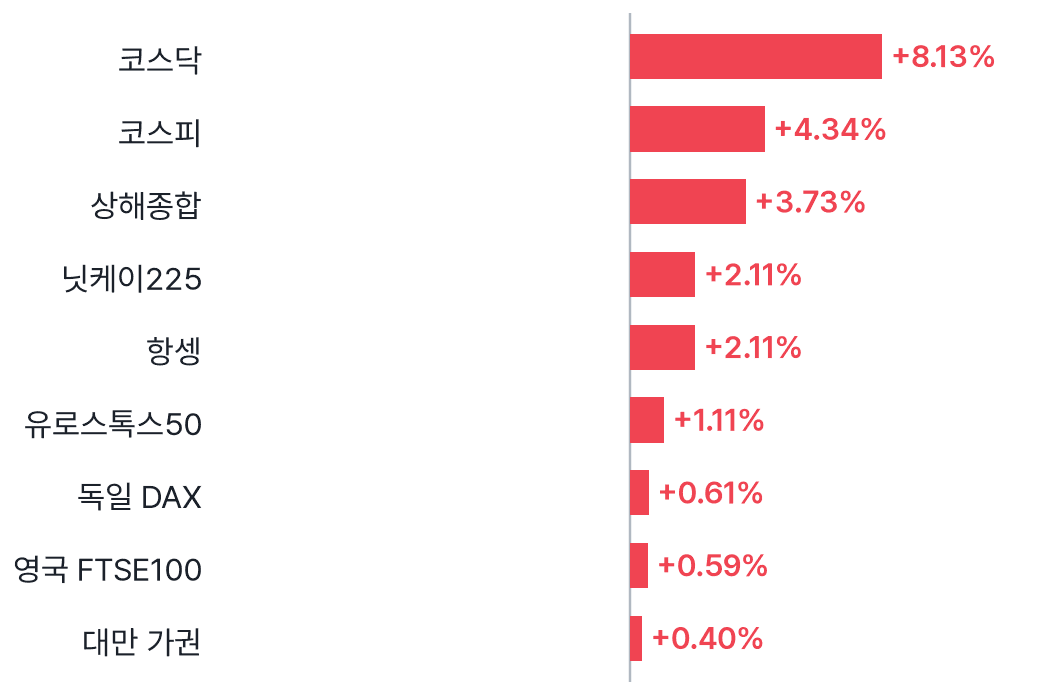 코스닥 +8.13%
코스피 +4.34%
상해종합 +3.73%
닛케이225 +2.11%
항셍 +2.11%
유로스톡스50 +1.11%
독일 DAX +0.61%
영국 FTSE100 +0.59%
대만 가권 +0.40%